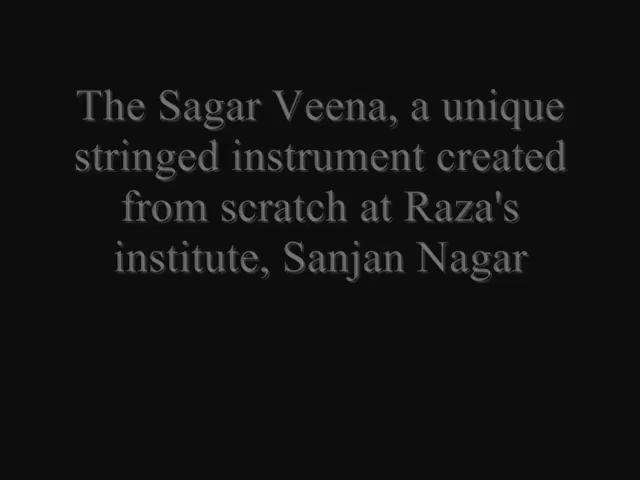 The Sagar Veena, a unique
stringed instrument created
from scratch at Raza's
institute, Sanjan Nagar